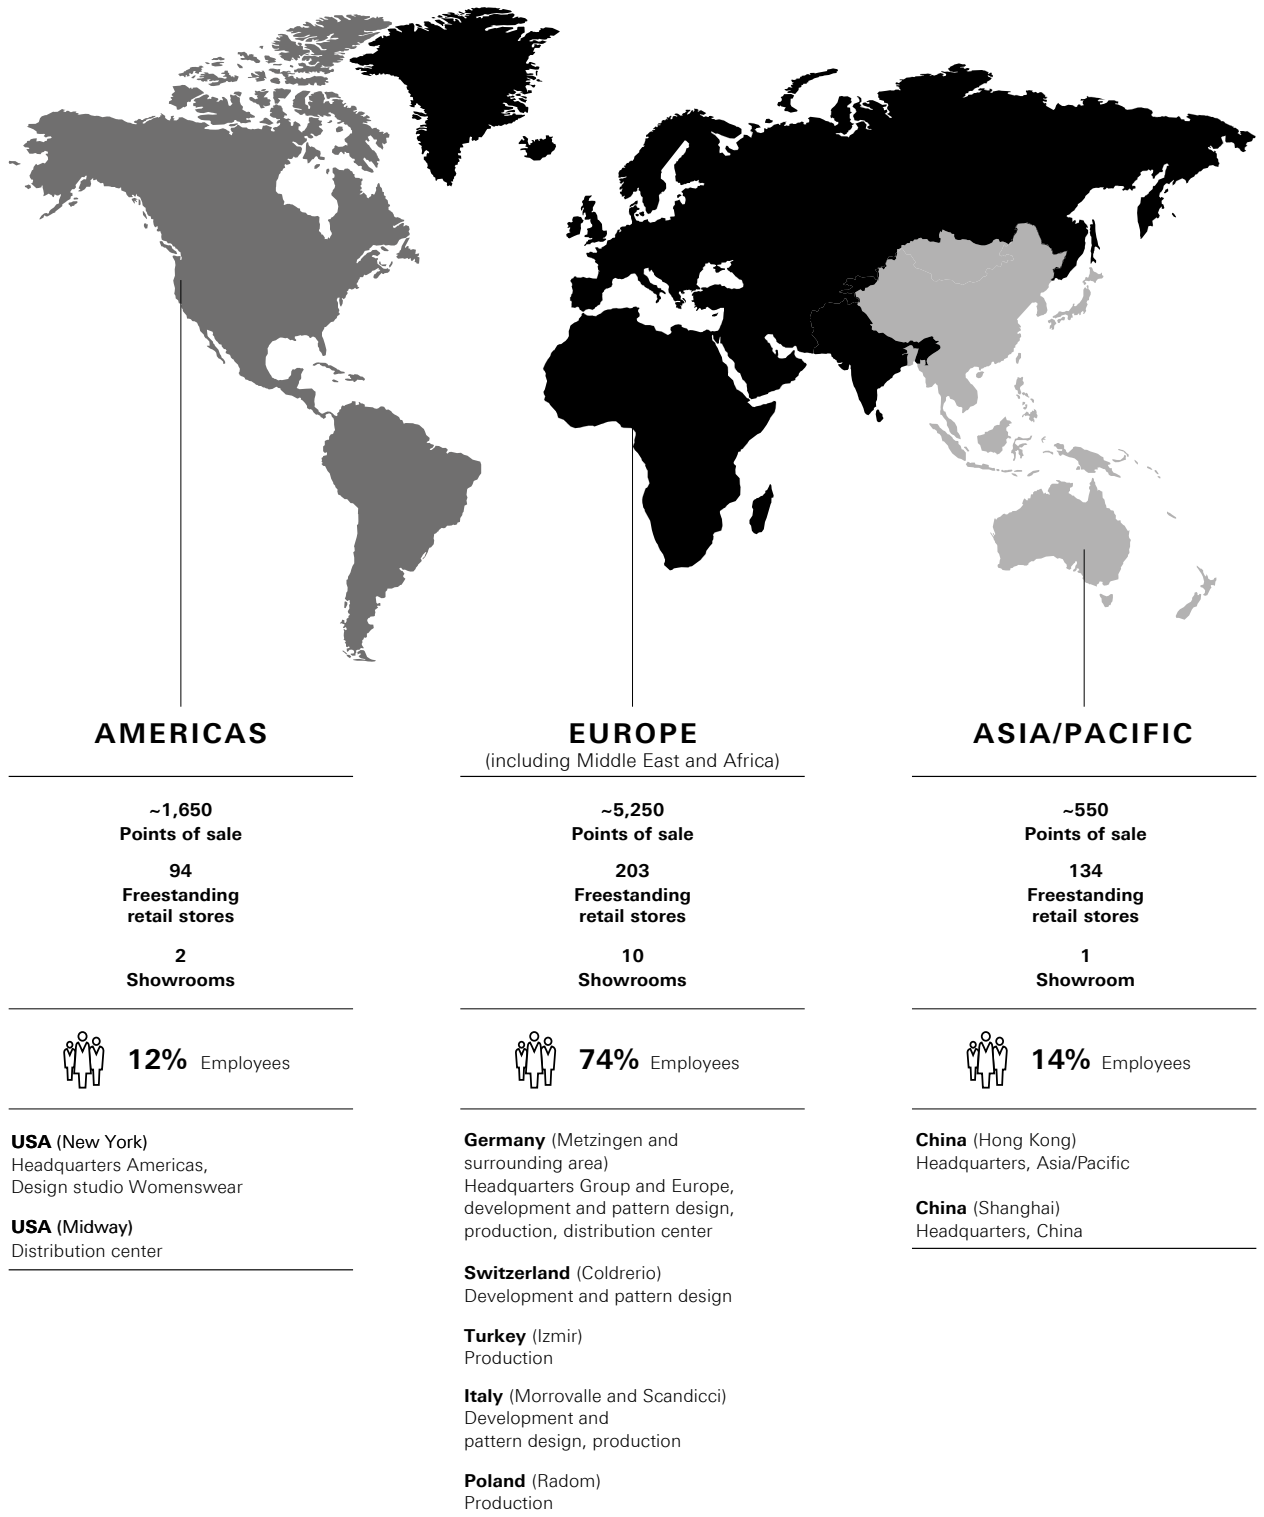 AMERICAS
~1,650
Points of sale
94
Freestanding
retail stores
2
Showrooms
12% Employees
USA (New York)
Headquarters Americas,
Design studio Womenswear
USA (Midway)
Distribution center
EUROPE
(including Middle East and Africa)
~5,250
Points of sale
203
Freestanding
retail stores
10
Showrooms
74% Employees
Germany (Metzingen and
surrounding area)
Headquarters Group and Europe,
development and pattern design,
production, distribution center
Switzerland (Coldrerio)
Development and pattern design
Turkey (Izmir)
Production
Italy (Morrovalle and Scandicci)
Development and
pattern design, production
Poland (Radom)
Production
ASIA/PACIFIC
~550
Points of sale
134
Freestanding
retail stores
1
Showroom
14% Employees
China (Hong Kong)
Headquarters, Asia/Pacific
China (Shanghai)
Headquarters, China